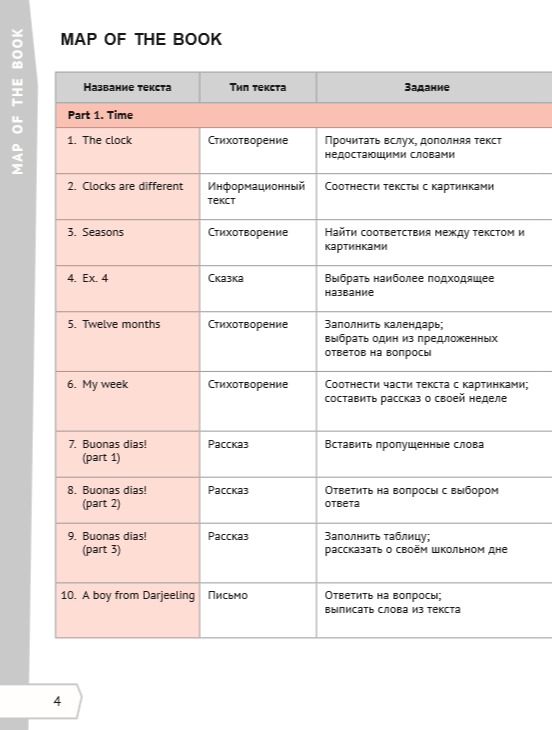 MAP OF THE BOOK
MAP OF THE BOOK
Название текста Тип текста Задание
Part 1. Time
1. The clock Стихотворение Прочитать вслух, дополняя текст
недостающими словами
2. Clocks are different Информационный Соотнести тексты с картинками
текст
3. Seasons Стихотворение Найти соответствия между текстом и
картинками
4. Ex. 4 Сказка Выбрать наиболее подходящее
название
5. Twelve months Стихотворение Заполнить календарь;
выбрать один из предложенных
ответов на вопросы
6. My week Стихотворение Соотнести части текста с картинками;
составить рассказ о своей неделе
7. Buonas dias! Рассказ Вставить пропущенные слова
(part 1)
8. Buonas dias! Рассказ Ответить на вопросы с выбором
(part 2) ответа
9. Buonas dias! Рассказ Заполнить таблицу;
(part 3) рассказать о своём школьном дне
10. A boy from Darjeeling Письмо Ответить на вопросы;
выписать слова из текста
4